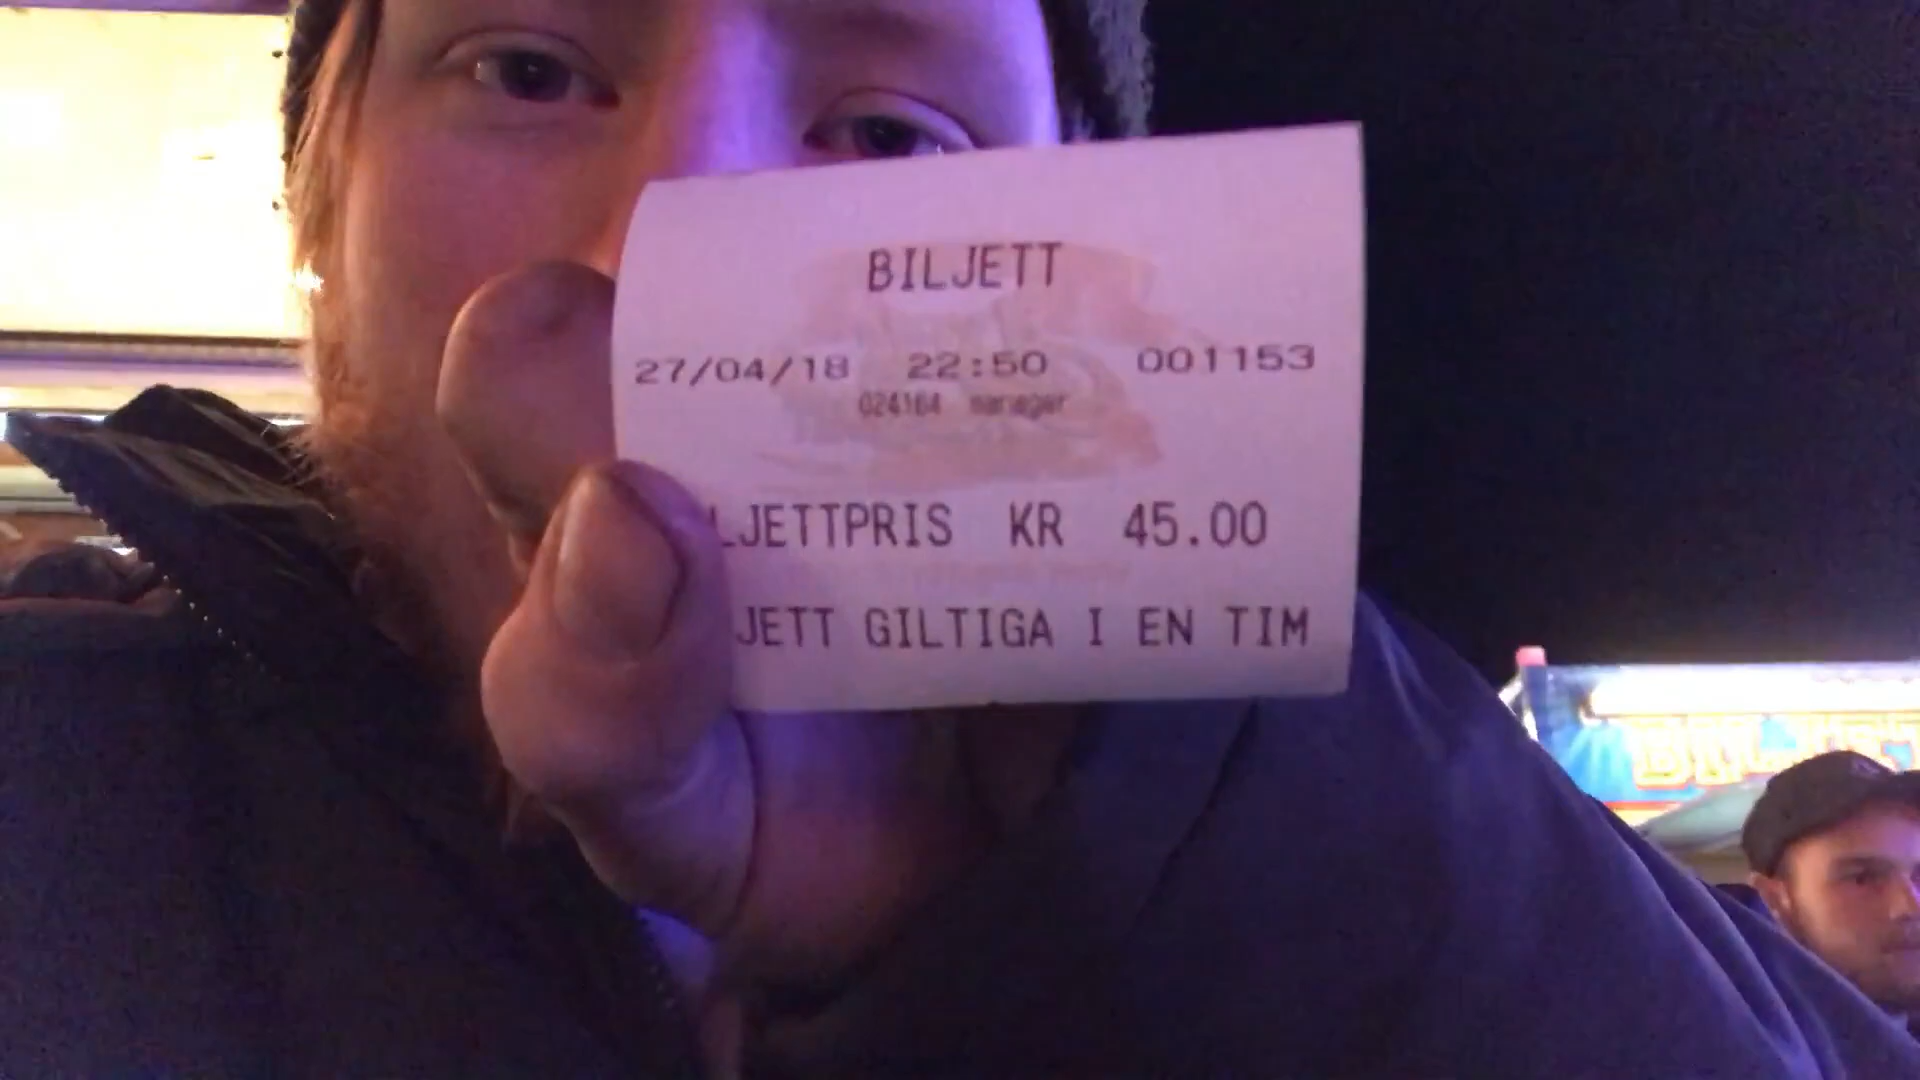 BILJETT
27/04/18 22:50 001153
024164 manager
LJETTPRIS KR 45.00
JETT GILTIGA I EN TIM